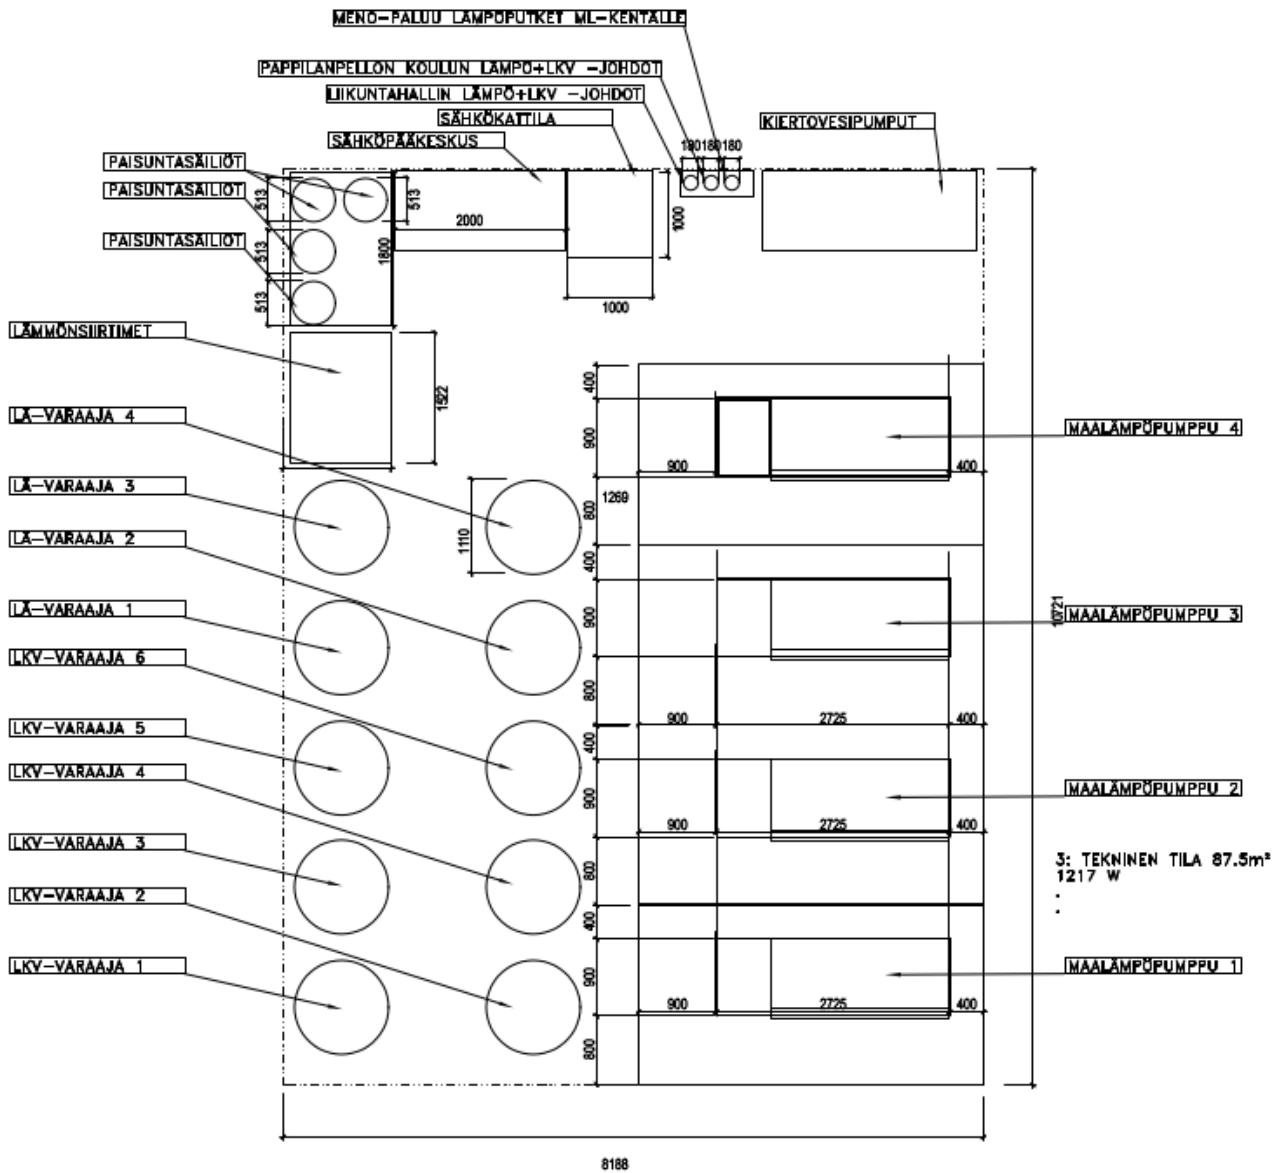 MENO-PALUU LÄMPÖPUTKET ML-KENTÄLLE
PAPPILANPELLON KOULUN LÄMPÖ+LKV -JOHDOT
LIIKUNTAHALLIN LÄMPÖ+LKV -JOHDOT
SÄHKÖKATTILA
KIERTOVESIPUMPUT
SÄHKÖPÄÄKESKUS
180 180 180
PAISUNTASÄILIÖT
PAISUNTASÄILIÖT
PAISUNTASÄILIÖT
513
513
513
513
2000
1800
1000
1000
LÄMMÖNSIIRTIMET
1522
LÄ-VARAAJA 4
400
900
MAALÄMPÖPUMPPU 4
900
400
LÄ-VARAAJA 3
1269
800
1110
LÄ-VARAAJA 2
400
LÄ-VARAAJA 1
900
10721
MAALÄMPÖPUMPPU 3
LKV-VARAAJA 6
800
900
2725
400
LKV-VARAAJA 5
400
LKV-VARAAJA 4
900
MAALÄMPÖPUMPPU 2
900
2725
400
LKV-VARAAJA 3
800
3: TEKNINEN TILA 87.5m²
1217 W
.
.
LKV-VARAAJA 2
400
LKV-VARAAJA 1
900
MAALÄMPÖPUMPPU 1
900
2725
400
800
8188